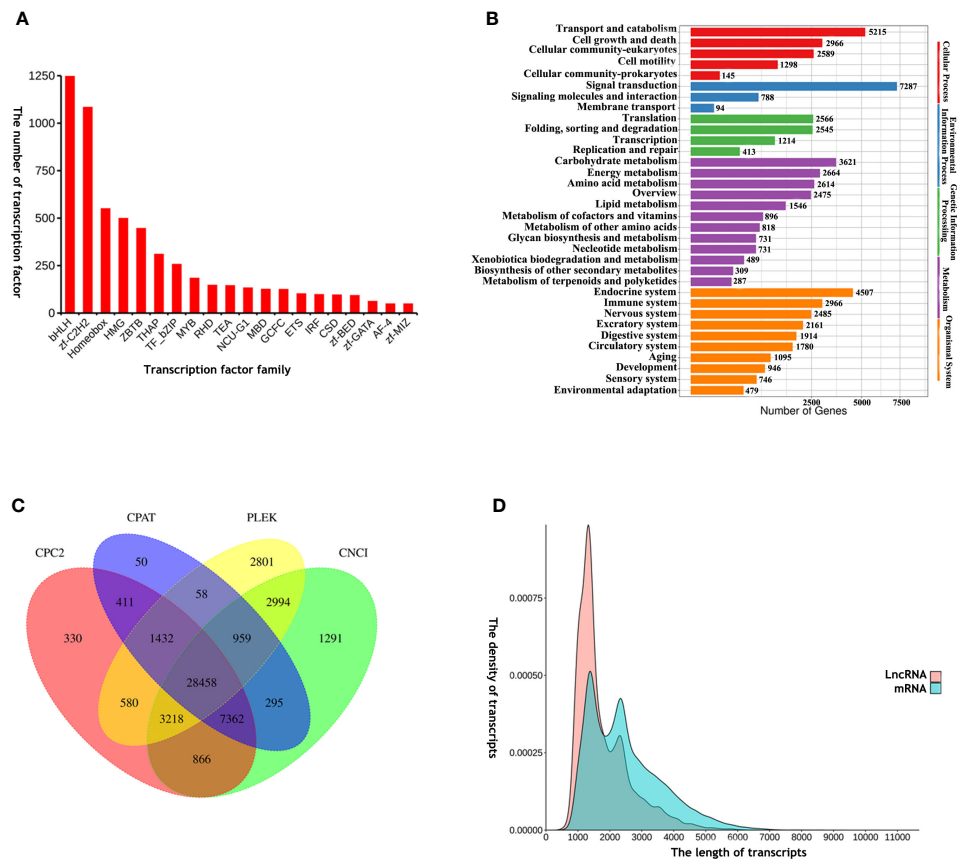 A
The number of transcription factor
1250
1000
750
500
250
0
bHLH
zf-C2H2
Homeobox
HMG
ZBTB
THAP
TF_bZIP
MYB
RHD
TEA
NCU-G1
MBD
GCFC
ETS
IRF
CSD
zf-BED
zf-GATA
AF-4
zf-MIZ
Transcription factor family
B
Transport and catabolism 5215
Cell growth and death 2966
Cellular community-eukaryotes 2589
Cell motility 1298
Cellular community-prokaryotes 145
Signal transduction 7287
Signaling molecules and interaction 788
Membrane transport 94
Translation 2566
Folding, sorting and degradation 2545
Transcription 1214
Replication and repair 413
Carbohydrate metabolism 3621
Energy metabolism 2664
Amino acid metabolism 2614
Overview 2475
Lipid metabolism 1546
Metabolism of cofactors and vitamins 896
Metabolism of other amino acids 818
Glycan biosynthesis and metabolism 731
Nucleotide metabolism 731
Xenobiotica biodegradation and metabolism 489
Biosynthesis of other secondary metabolites 309
Metabolism of terpenoids and polyketides 287
Endocrine system 4507
Immune system 2966
Nervous system 2485
Excratory system 2161
Digestive system 1914
Circulatory system 1780
Aging 1095
Development 946
Sensory system 746
Environmental adaptation 479
2500 5000 7500
Number of Genes
Cellular Process
Environmental
Information Process
Genetic Information
Processiing
Metabolism
Organismal System
C
CPC2
CPAT
PLEK
CNCI
50
2801
411
58
2994
330
1432
959
1291
28458
580
3218
7362
295
866
D
The density of transcripts
0.00075
0.00050
0.00025
0.00000
0 1000 2000 3000 4000 5000 6000 7000 8000 9000 10000 11000
The length of transcripts
LncRNA
mRNA